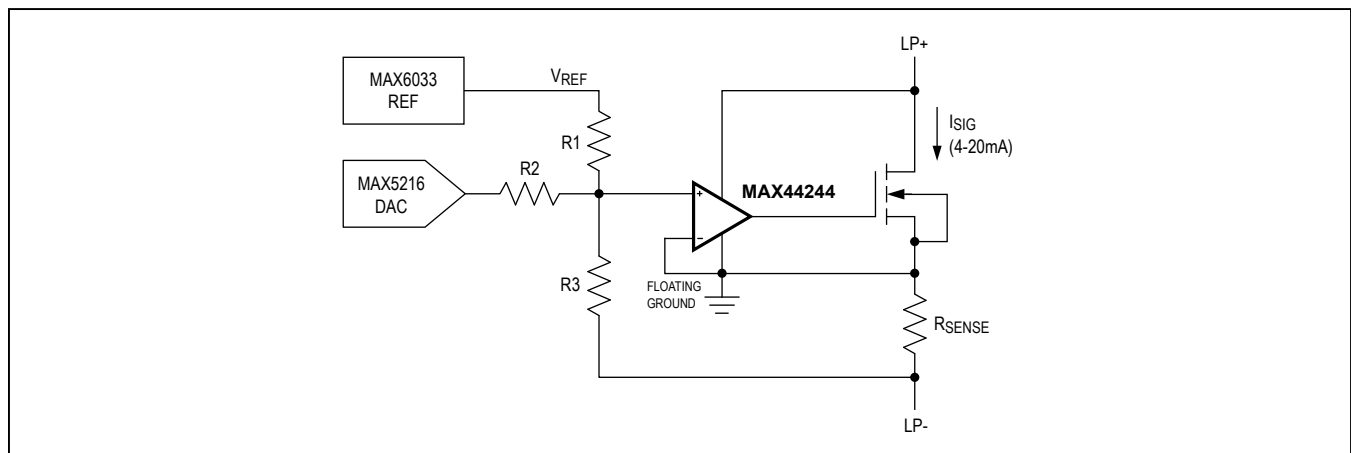 LP+
MAX6033
REF
VREF
ISIG
(4-20mA)
R1
R2
MAX5216
DAC
+
MAX44244
-
R3
FLOATING
GROUND
RSENSE
LP-